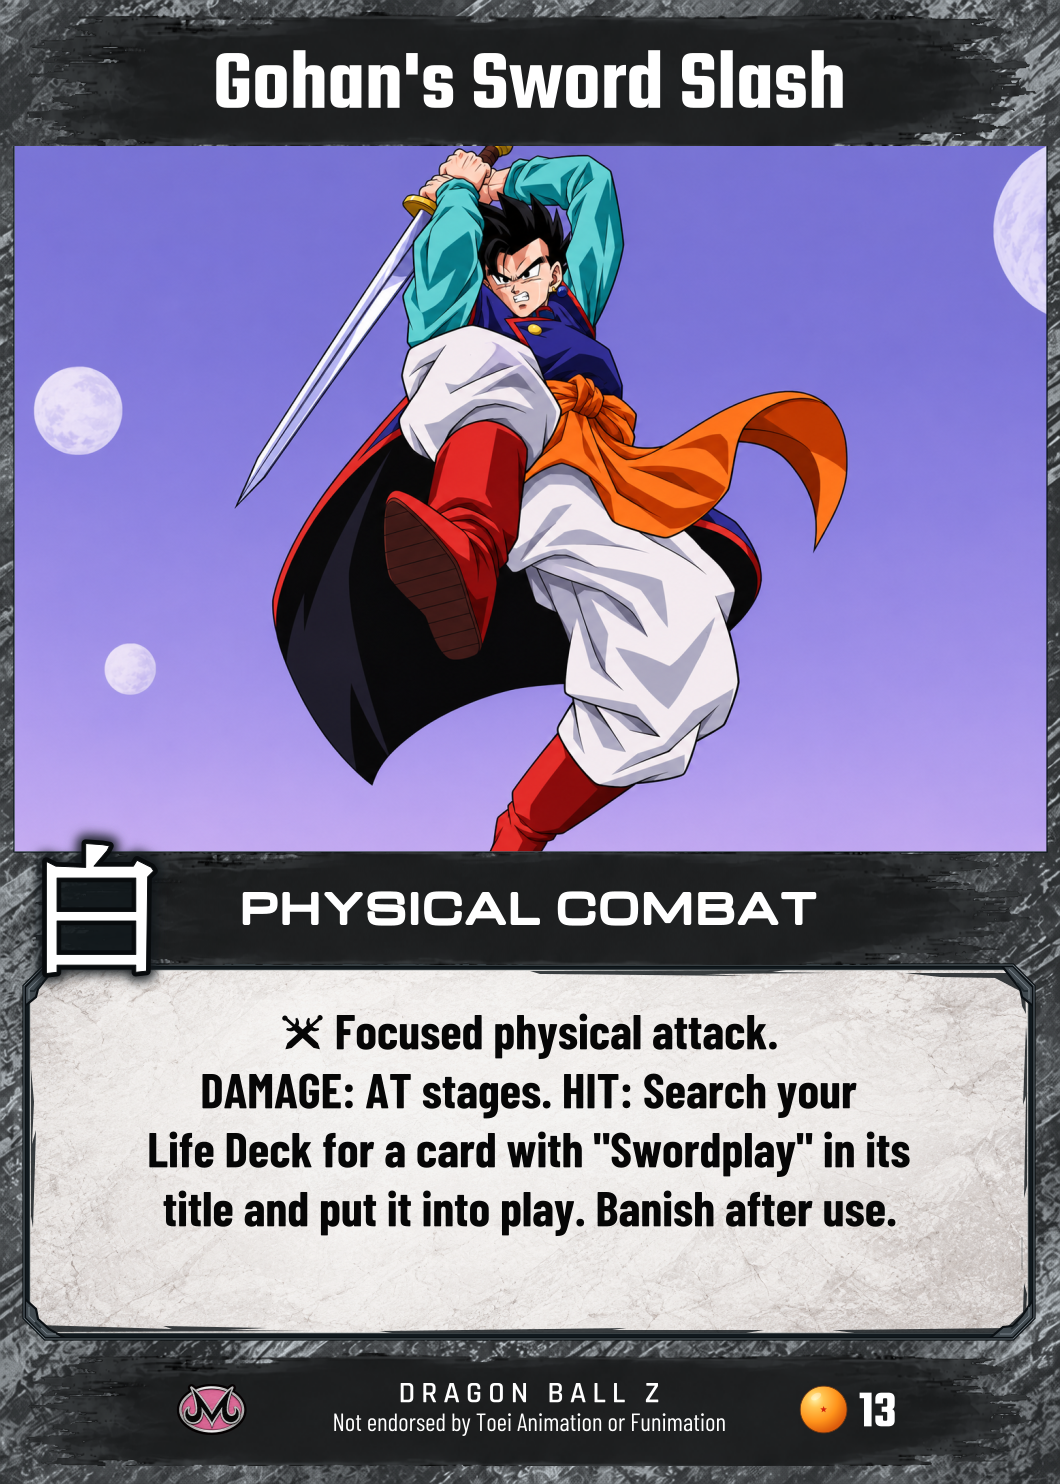 Gohan's Sword Slash
白
PHYSICAL COMBAT
Focused physical attack.
DAMAGE: AT stages. HIT: Search your
Life Deck for a card with "Swordplay" in its
title and put it into play. Banish after use.
M
DRAGON BALL Z
Not endorsed by Toei Animation or Funimation
13